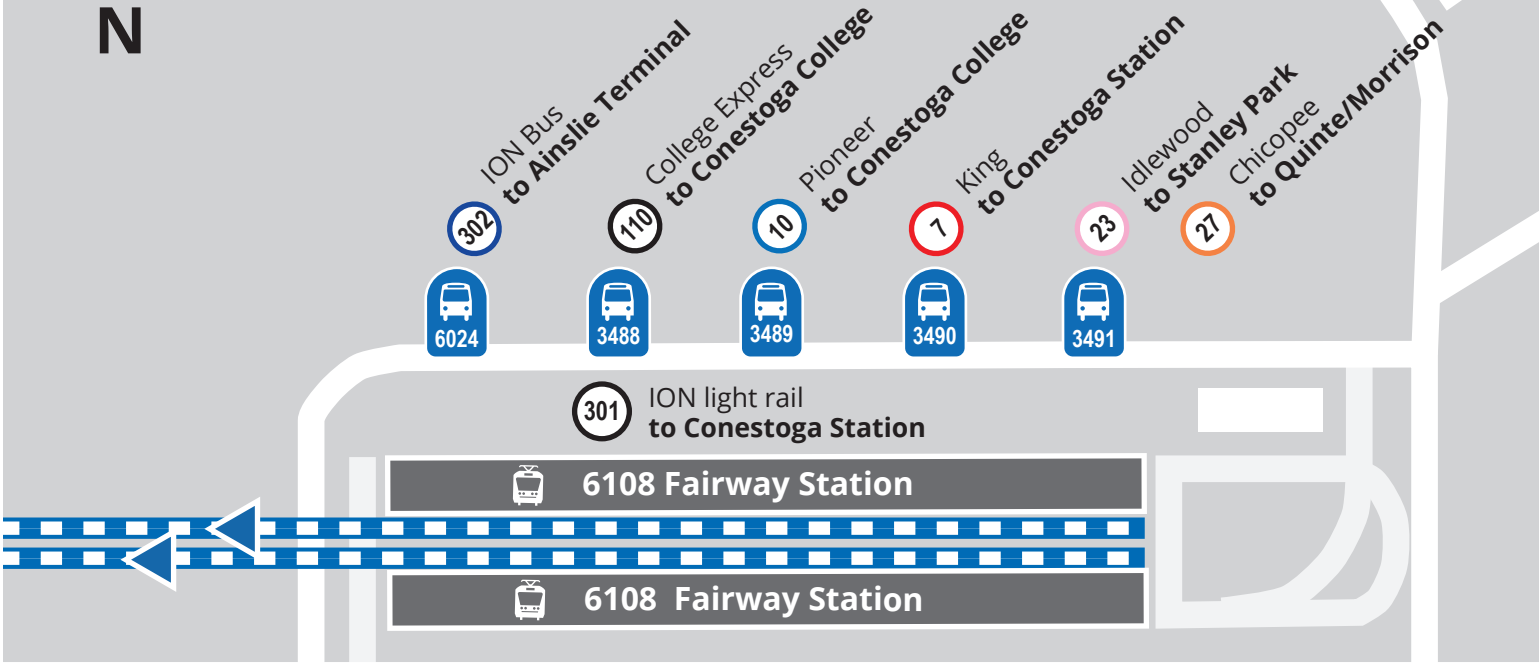 N
ION Bus
to Ainslie Terminal
College Express
to Conestoga College
Pioneer
to Conestoga College
King
to Conestoga Station
Idlewood
to Stanley Park
Chicopee
to Quinte/Morrison
302
110
10
7
23
27
6024
3488
3489
3490
3491
301
ION light rail
to Conestoga Station
6108 Fairway Station
6108 Fairway Station